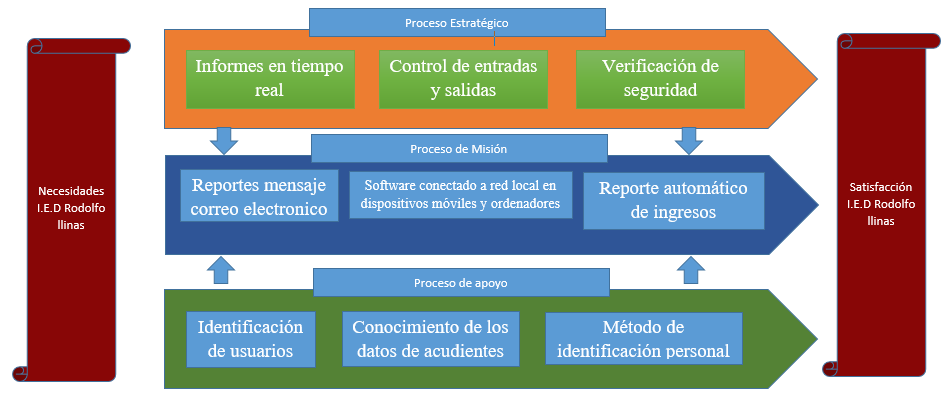 Proceso Estratégico
Informes en tiempo
real
Control de entradas
y salidas
Verificación de
seguridad
Necesidades
I.E.D Rodolfo
llinas
Proceso de Misión
Reportes mensaje
correo electronico
Software conectado a red local en
dispositivos móviles y ordenadores
Reporte automático
de ingresos
Satisfacción
I.E.D Rodolfo
llinas
Proceso de apoyo
Identificación
de usuarios
Conocimiento de los
datos de acudientes
Método de
identificación personal